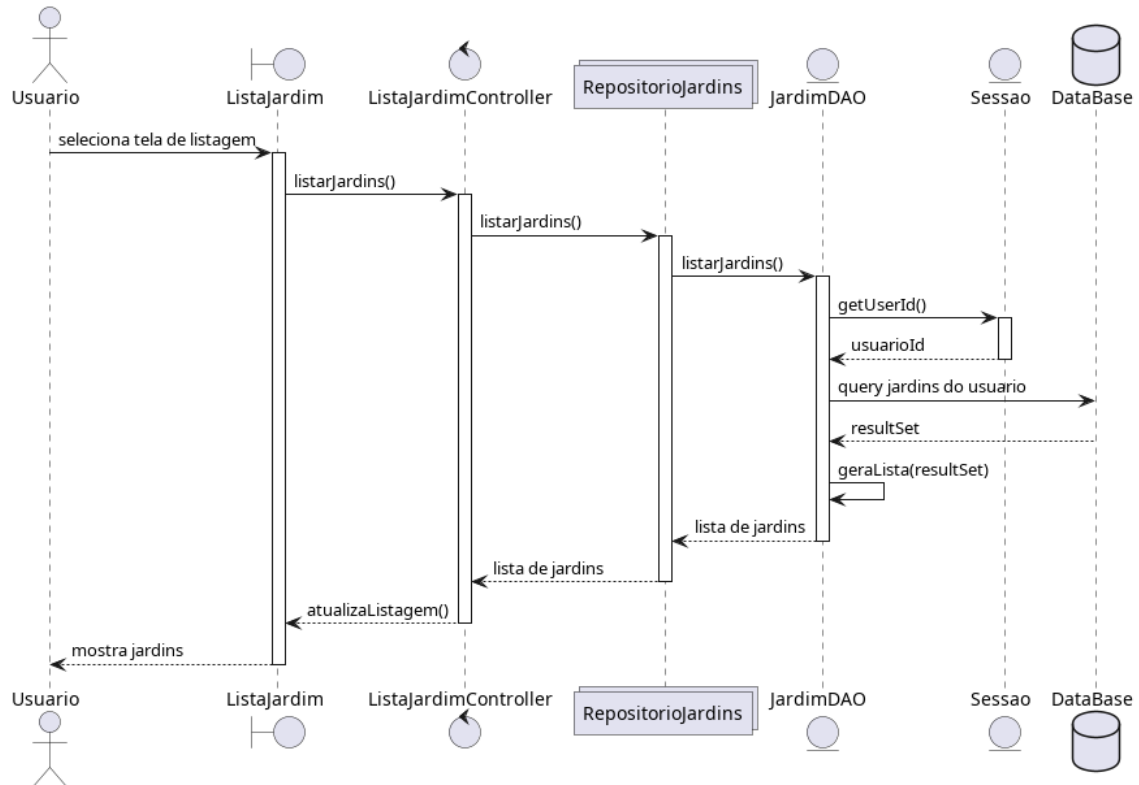 Usuario
ListaJardim
ListaJardimController
RepositorioJardins
JardimDAO
Sessao
DataBase
seleciona tela de listagem
listarJardins()
listarJardins()
listarJardins()
getUserId()
usuarioId
query jardins do usuario
resultSet
geraLista(resultSet)
lista de jardins
lista de jardins
atualizaListagem()
mostra jardins
Usuario
ListaJardim
ListaJardimController
RepositorioJardins
JardimDAO
Sessao
DataBase